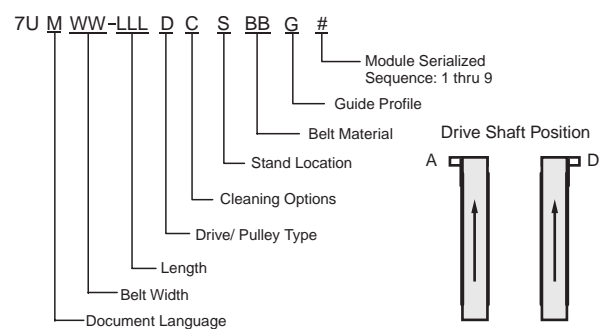 7U M WW-LLL D C S BB G #
Module Serialized
Sequence: 1 thru 9
Guide Profile
Belt Material
Drive Shaft Position
A
D
Stand Location
Cleaning Options
Drive/ Pulley Type
Length
Belt Width
Document Language